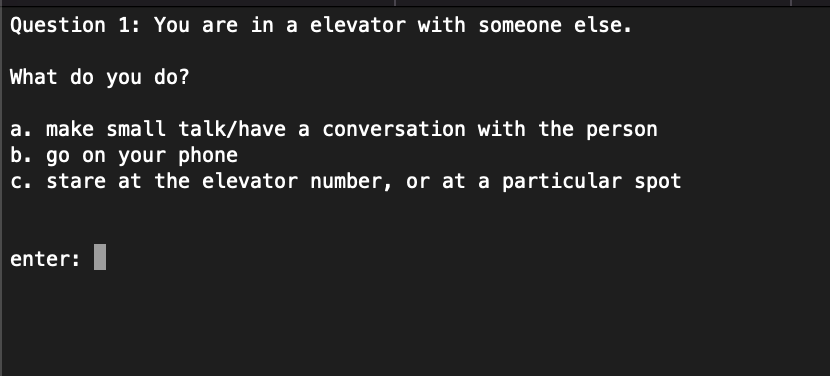 Question 1: You are in a elevator with someone else.
What do you do?
a. make small talk/have a conversation with the person
b. go on your phone
c. stare at the elevator number, or at a particular spot
enter: